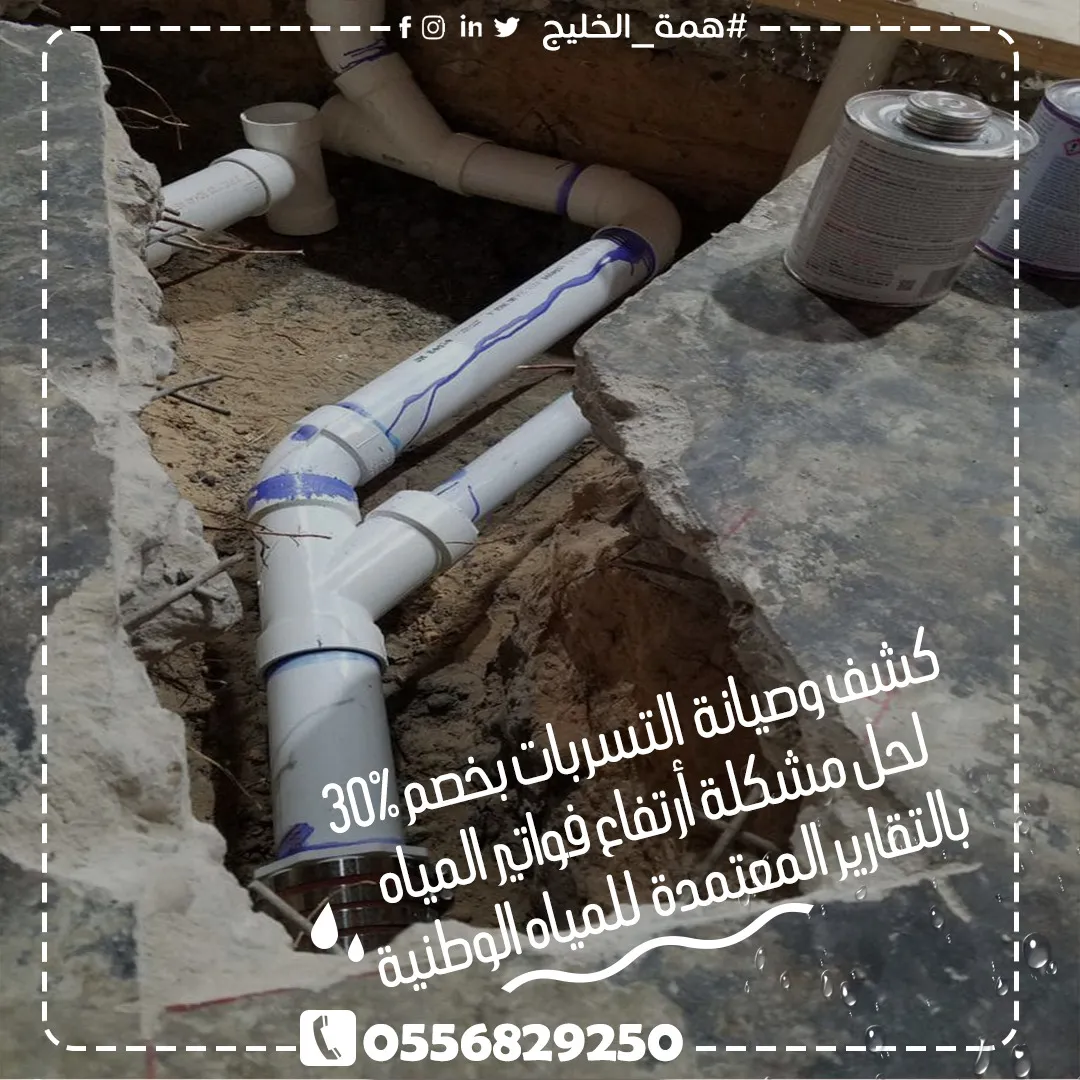 #همة_الخليج
كشف وصيانة التسربات بخصم 30%
لحل مشكلة أرتفاع فواتير المياه
بالتقارير المعتمدة للمياه الوطنية
0556829250